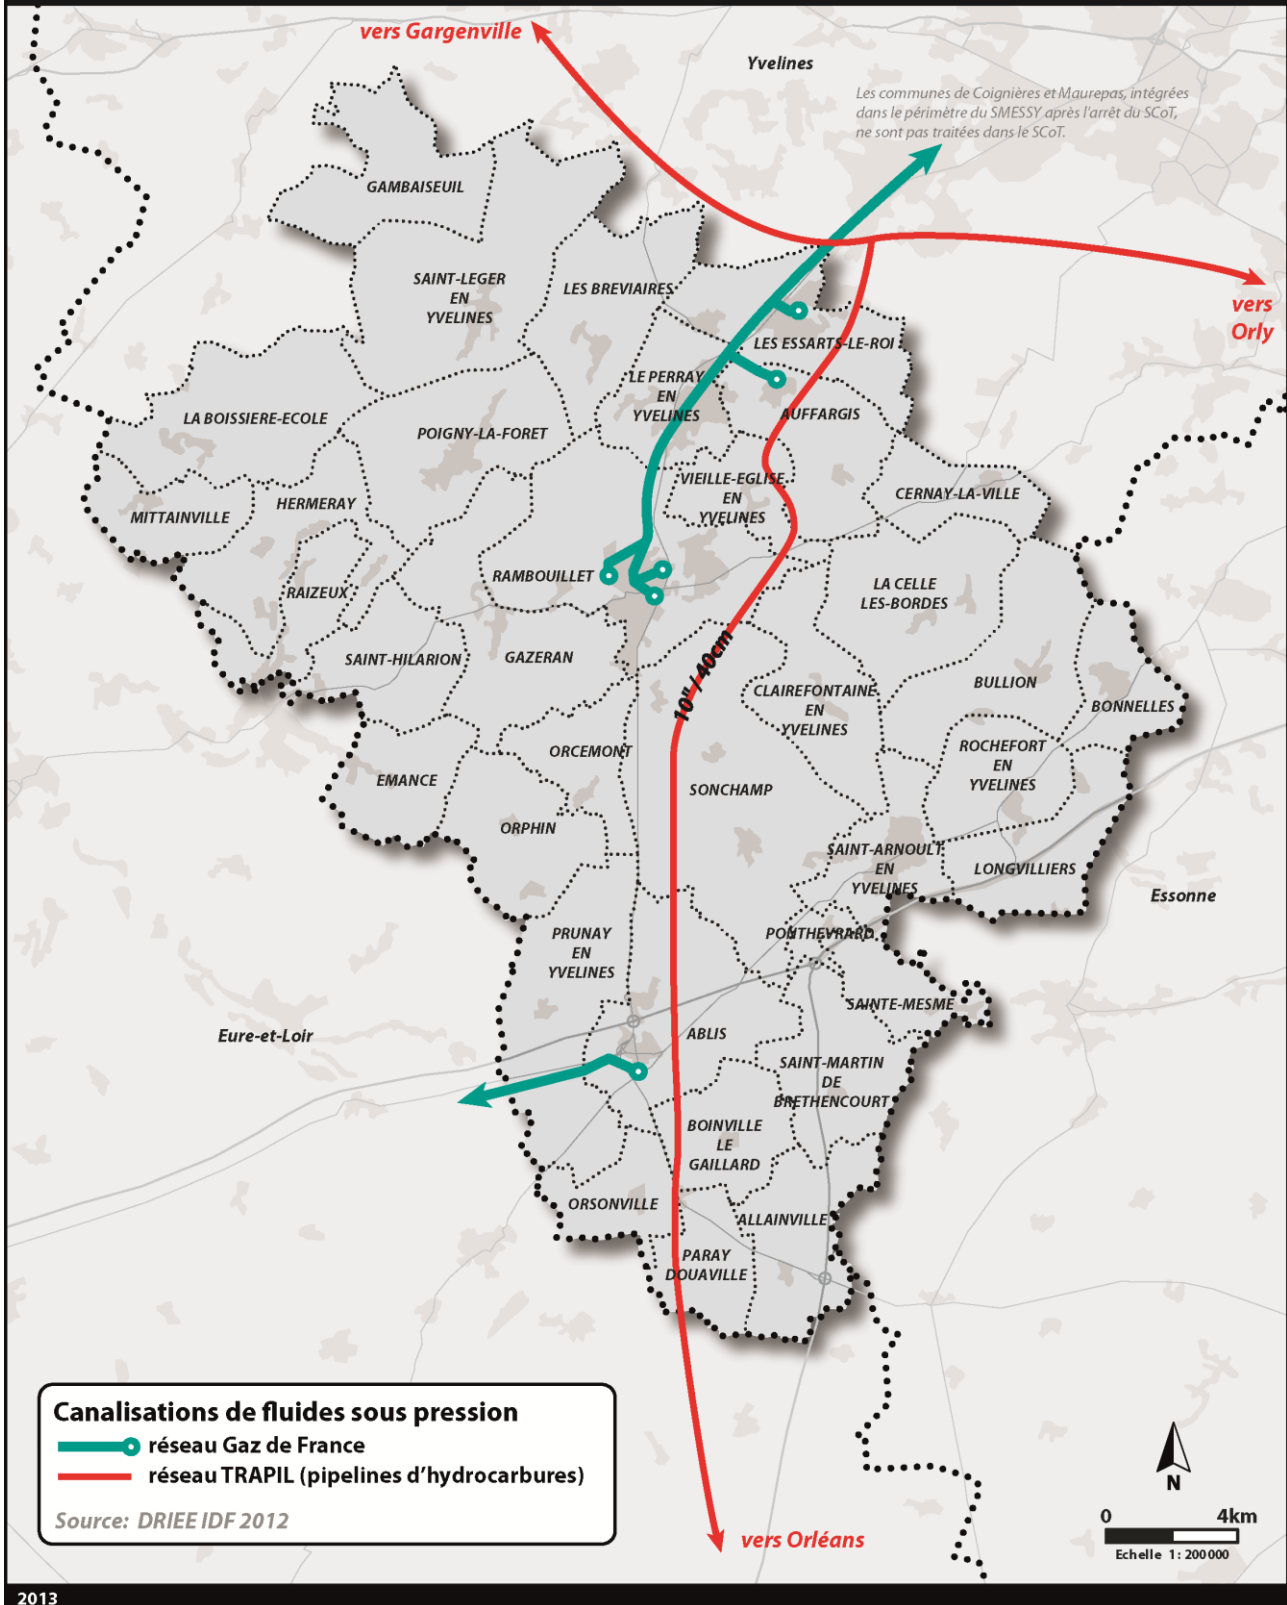 vers Gargenville
Yvelines
Les communes de Coignières et Maurepas, intégrées
dans le périmètre du SMESSY après l'arrêt du SCoT,
ne sont pas traitées dans le SCoT.
GAMBAISEUIL
SAINT-LEGER
EN
YVELINES
LES BREVIAIRES
vers
Orly
LES ESSARTS-LE-ROI
LE PERRAY
EN
YVELINES
AUFFARGIS
LA BOISSIERE-ECOLE
POIGNY-LA-FORET
VIEILLE-EGLISE
EN
YVELINES
CERNAY-LA-VILLE
MITTAINVILLE
HERMERAY
RAIZEUX
RAMBOUILLET
LA CELLE
LES-BORDES
SAINT-HILARION
GAZERAN
10"/40cm
CLAIREFONTAINE
EN
YVELINES
BULLION
BONNELLES
ORCEMONT
ROCHEFORT
EN
YVELINES
EMANCE
SONCHAMP
ORPHIN
SAINT-ARNOULT
EN
YVELINES
LONGVILLIERS
Essonne
PRUNAY
EN
YVELINES
PONTHEVRARD
SAINTE-MESME
Eure-et-Loir
ABLIS
SAINT-MARTIN
DE
BRETHENCOURT
BOINVILLE
LE
GAILLARD
ORSONVILLE
ALLAINVILLE
PARAY
DOUAVILLE
Canalisations de fluides sous pression
réseau Gaz de France
réseau TRAPIL (pipelines d'hydrocarbures)
Source: DRIEE IDF 2012
vers Orléans
N
0 4km
Echelle 1 : 200 000
2013